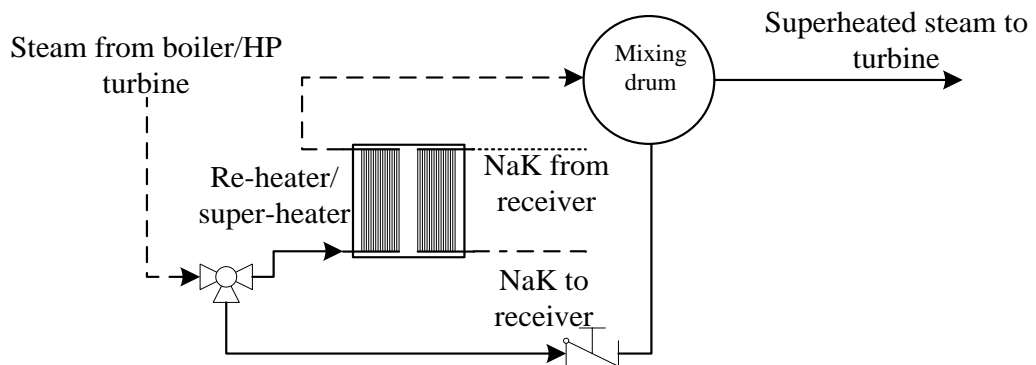 Steam from boiler/HP
turbine
Mixing
drum
Superheated steam to
turbine
Re-heater/
super-heater
NaK from
receiver
NaK to
receiver